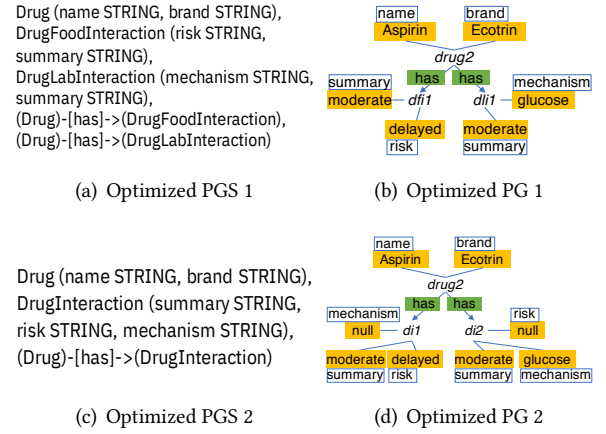 Drug (name STRING, brand STRING),
DrugFoodInteraction (risk STRING,
summary STRING),
DrugLabInteraction (mechanism STRING,
summary STRING),
(Drug)-[has]->(DrugFoodInteraction),
(Drug)-[has]->(DrugLabInteraction)
name brand
Aspirin Ecotrin
drug2
has has
summary mechanism
moderate dfi1 dli1 glucose
delayed moderate
risk summary
(a) Optimized PGS 1
(b) Optimized PG 1
Drug (name STRING, brand STRING),
DrugInteraction (summary STRING,
risk STRING, mechanism STRING),
(Drug)-[has]->(DrugInteraction)
name brand
Aspirin Ecotrin
drug2
has has
mechanism risk
null di1 di2 null
moderate delayed moderate glucose
summary risk summary mechanism
(c) Optimized PGS 2
(d) Optimized PG 2